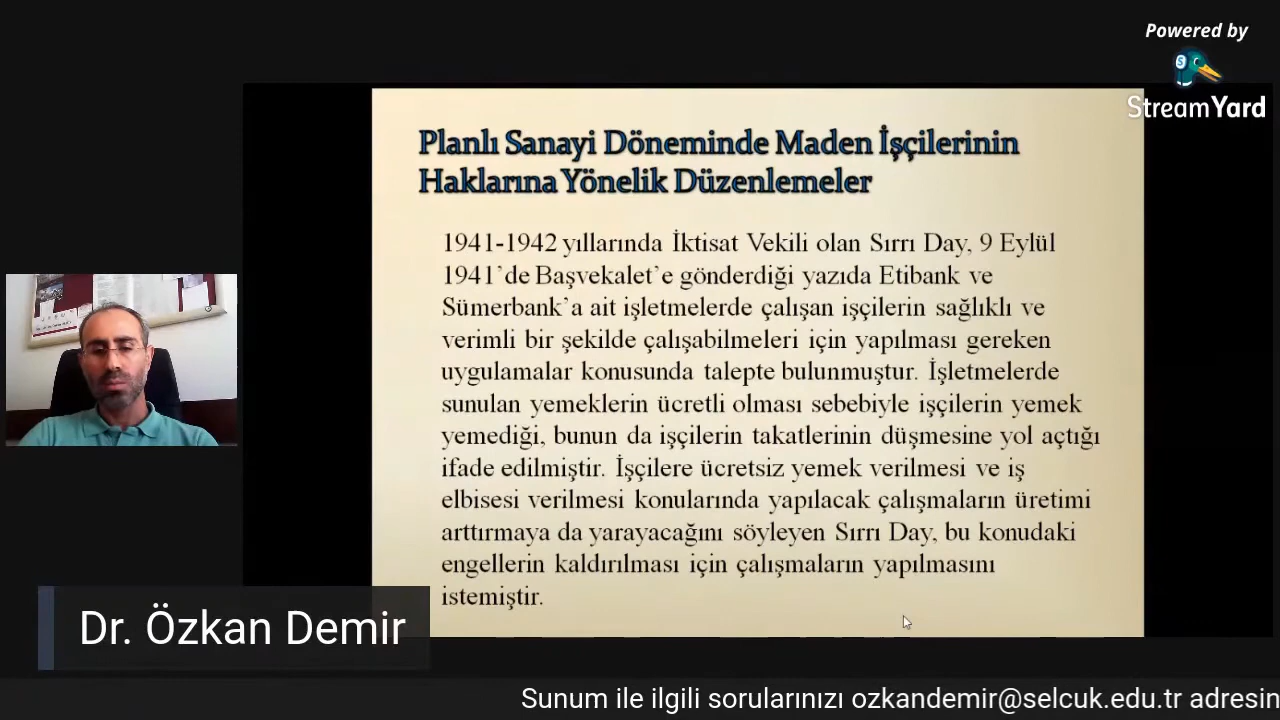 Powered by
StreamYard
Planlı Sanayi Döneminde Maden İşçilerinin
Haklarına Yönelik Düzenlemeler
1941-1942 yıllarında İktisat Vekili olan Sırrı Day, 9 Eylül
1941'de Başvekalet'e gönderdiği yazıda Etibank ve
Sümerbank'a ait işletmelerde çalışan işçilerin sağlıklı ve
verimli bir şekilde çalışabilmeleri için yapılması gereken
uygulamalar konusunda talepte bulunmuştur. İşletmelerde
sunulan yemeklerin ücretli olması sebebiyle işçilerin yemek
yemediği, bunun da işçilerin takatlerinin düşmesine yol açtığı
ifade edilmiştir. İşçilere ücretsiz yemek verilmesi ve iş
elbisesi verilmesi konularında yapılacak çalışmaların üretimi
arttırmaya da yarayacağını söyleyen Sırrı Day, bu konudaki
engellerin kaldırılması için çalışmaların yapılmasını
istemiştir.
Dr. Özkan Demir
Sunum ile ilgili sorularınızı ozkandemir@selcuk.edu.tr adresin